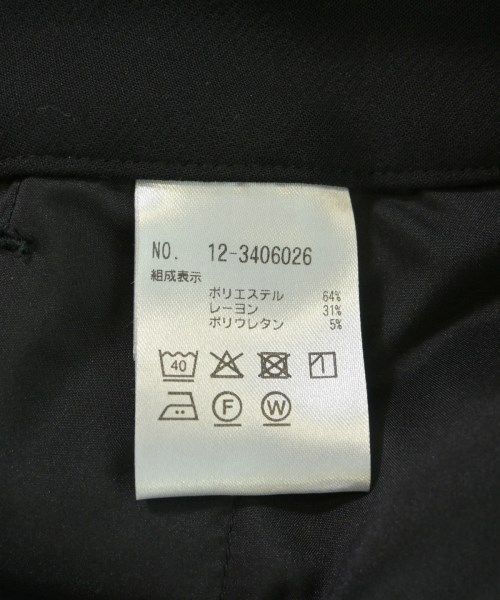 NO. 12-3406026
組成表示
ポリエステル 64%
レーヨン 31%
ポリウレタン 5%
40
F W